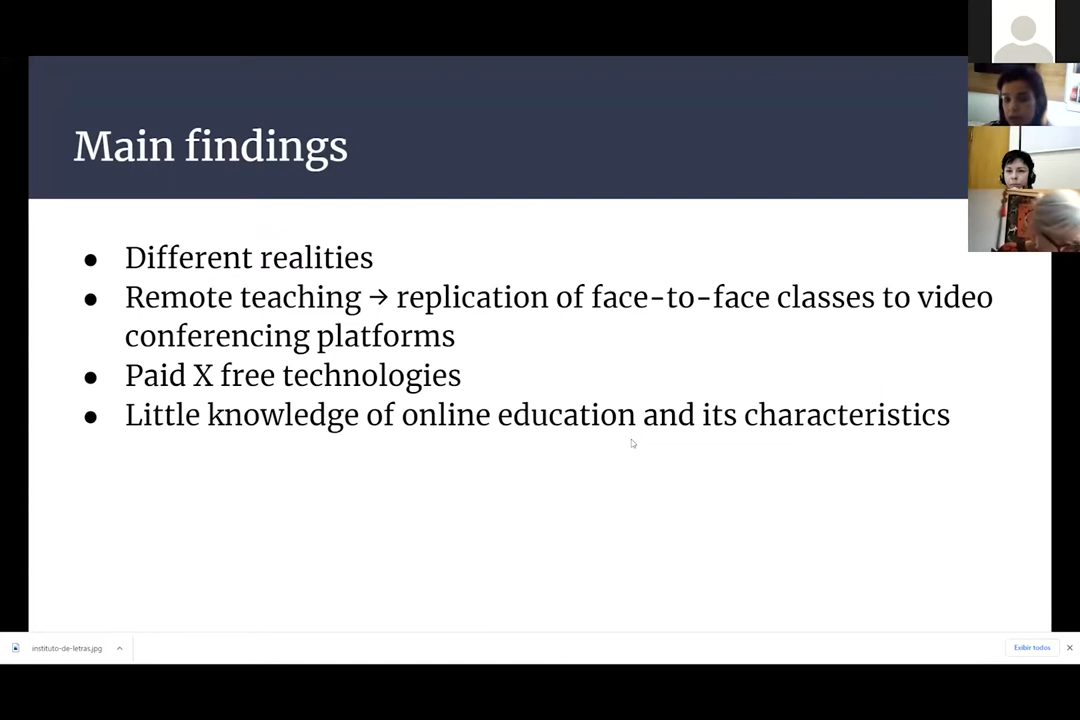 Main findings
● Different realities
● Remote teaching → replication of face-to-face classes to video
conferencing platforms
● Paid X free technologies
● Little knowledge of online education and its characteristics
instituto-de-letras.jpg
Exibir todos